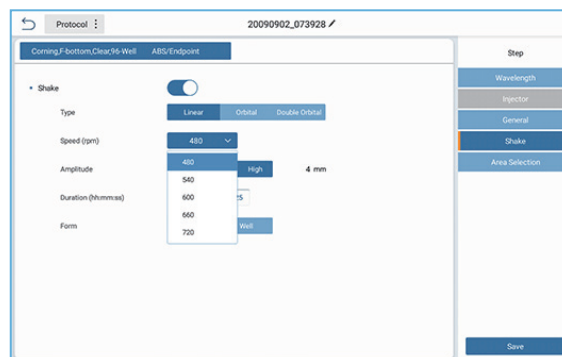 Protocol
20090902_073928
Corning,F-bottom,Clear,96-Well ABS/Endpoint
Shake
Type Linear Orbital Double Orbital
Speed (rpm) 480
480
540
600
660
720
Amplitude High 4 mm
Duration (hh:mm:ss) 25
Form Well
Step
Wavelength
Injector
General
Shake
Area Selection
Save